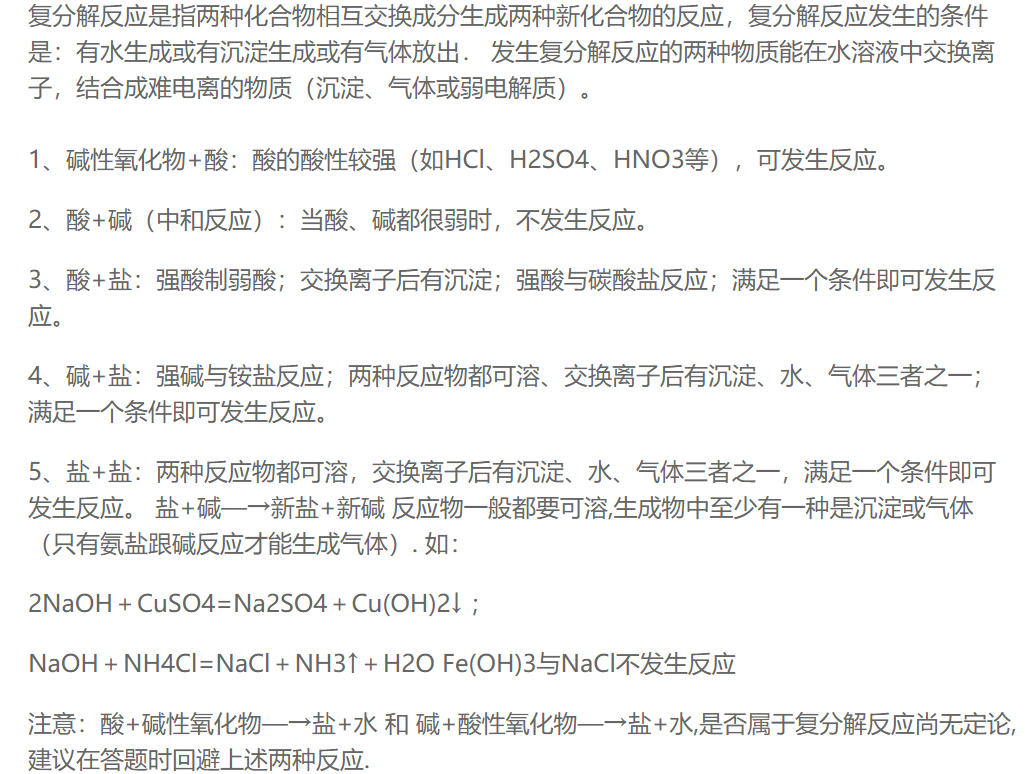 复分解反应是指两种化合物相互交换成分生成两种新化合物的反应，复分解反应发生的条件
是：有水生成或有沉淀生成或有气体放出． 发生复分解反应的两种物质能在水溶液中交换离
子，结合成难电离的物质（沉淀、气体或弱电解质）。
1、碱性氧化物+酸：酸的酸性较强（如HCl、H2SO4、HNO3等），可发生反应。
2、酸+碱（中和反应）：当酸、碱都很弱时，不发生反应。
3、酸+盐：强酸制弱酸；交换离子后有沉淀；强酸与碳酸盐反应；满足一个条件即可发生反
应。
4、碱+盐：强碱与铵盐反应；两种反应物都可溶、交换离子后有沉淀、水、气体三者之一；
满足一个条件即可发生反应。
5、盐+盐：两种反应物都可溶，交换离子后有沉淀、水、气体三者之一，满足一个条件即可
发生反应。 盐+碱—→新盐+新碱 反应物一般都要可溶,生成物中至少有一种是沉淀或气体
（只有氨盐跟碱反应才能生成气体）. 如：
2NaOH＋CuSO4=Na2SO4＋Cu(OH)2↓；
NaOH＋NH4Cl=NaCl＋NH3↑＋H2O Fe(OH)3与NaCl不发生反应
注意：酸+碱性氧化物—→盐+水 和 碱+酸性氧化物—→盐+水,是否属于复分解反应尚无定论,
建议在答题时回避上述两种反应.